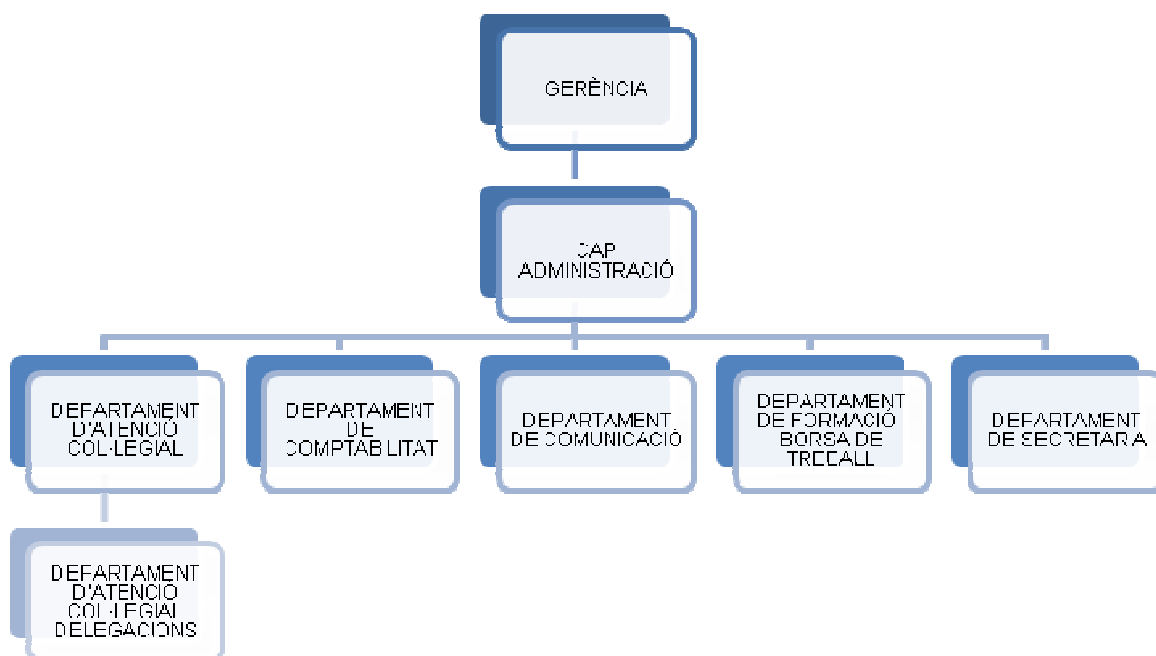 GERÈNCIA
CAP
ADMINISTRACIÓ
DEPARTAMENT
D'ATENCIÓ
COL·LEGIAL
DEPARTAMENT
DE
COMPTABILITAT
DEPARTAMENT
DE COMUNICACIÓ
DEPARTAMENT
DE FORMACIÓ
BORSA DE
TREBALL
DEPARTAMENT
DE SECRETARIA
DEPARTAMENT
D'ATENCIÓ
COL·LEGIAL
DELEGACIONS